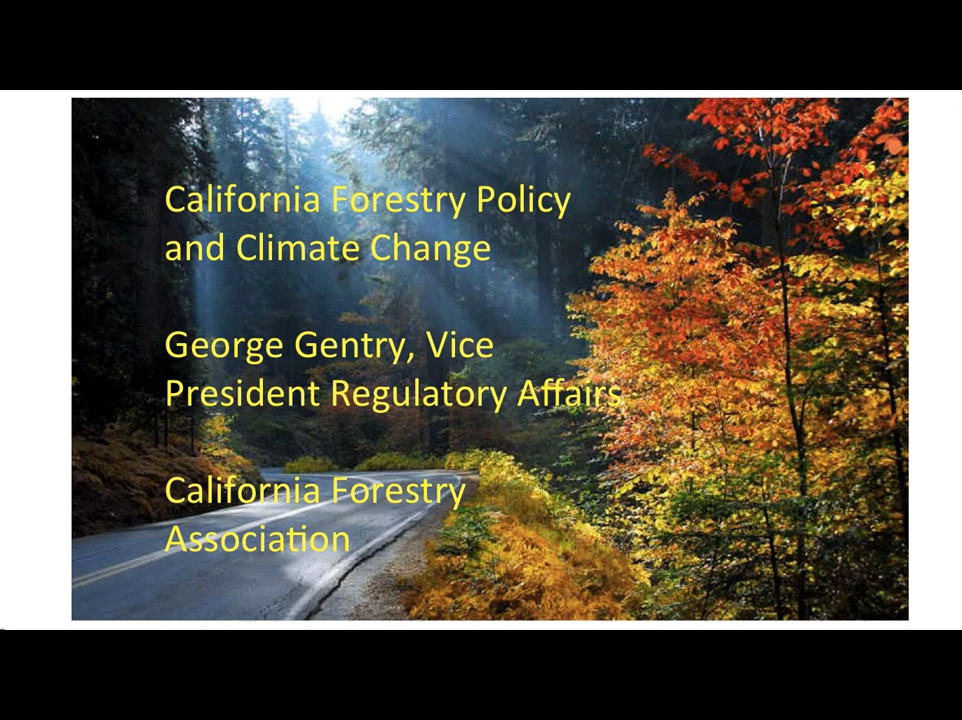 California Forestry Policy
and Climate Change
George Gentry, Vice
President Regulatory Affairs
California Forestry
Association